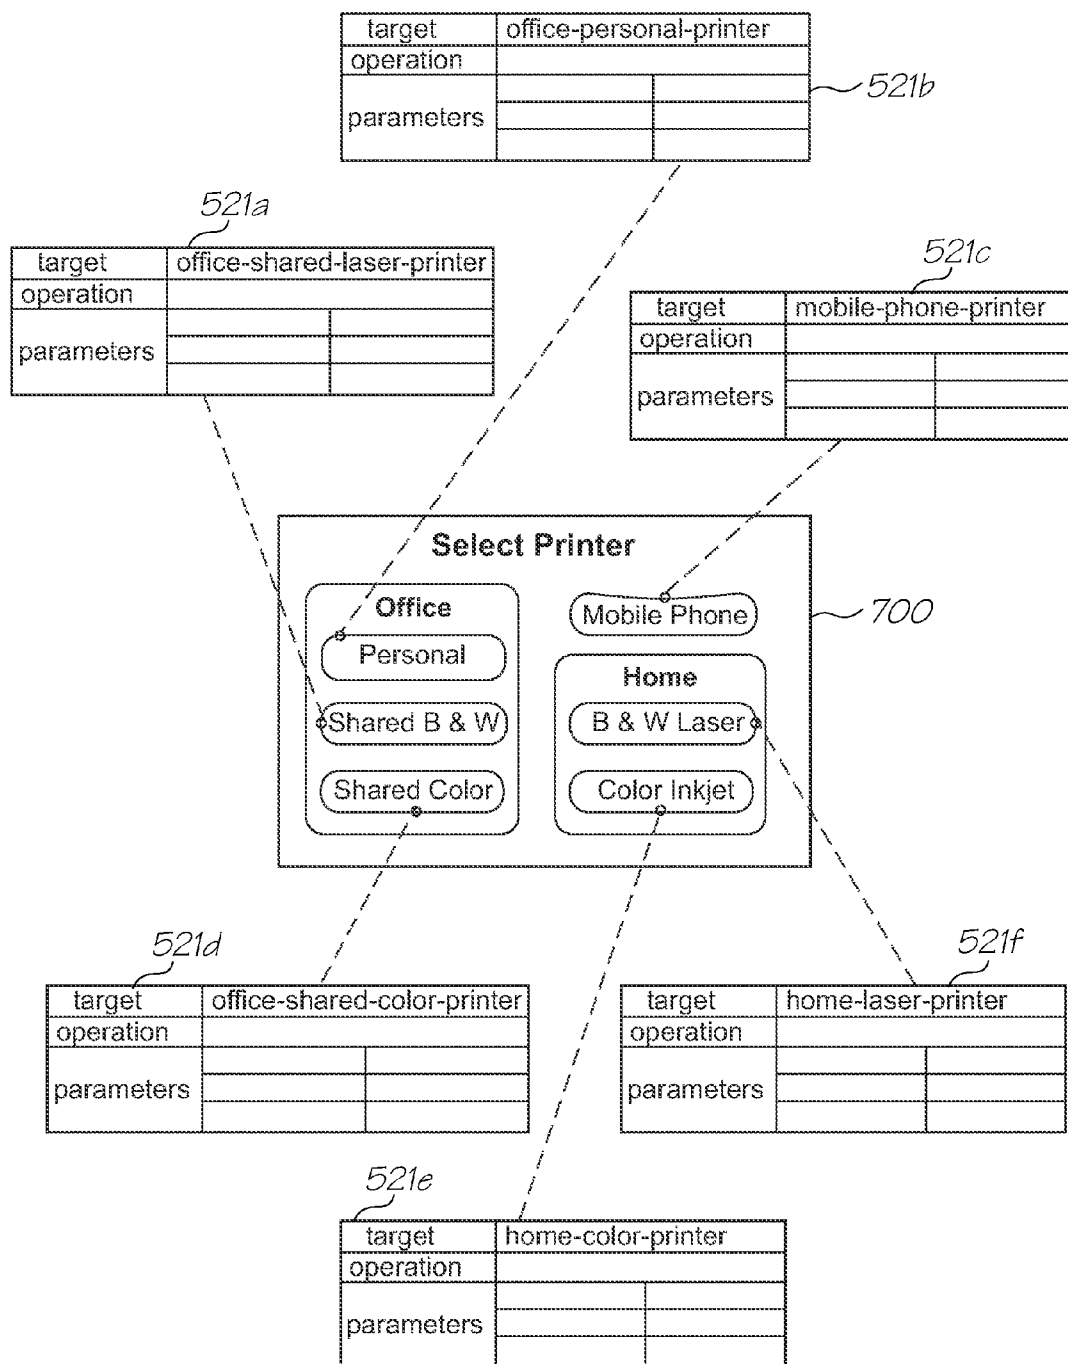 target office-personal-printer
operation
parameters
521b
521a
target office-shared-laser-printer
operation
parameters
521c
target mobile-phone-printer
operation
parameters
Select Printer
Office
Personal
Shared B & W
Shared Color
Mobile Phone
Home
B & W Laser
Color Inkjet
700
521d
target office-shared-color-printer
operation
parameters
521f
target home-laser-printer
operation
parameters
521e
target home-color-printer
operation
parameters